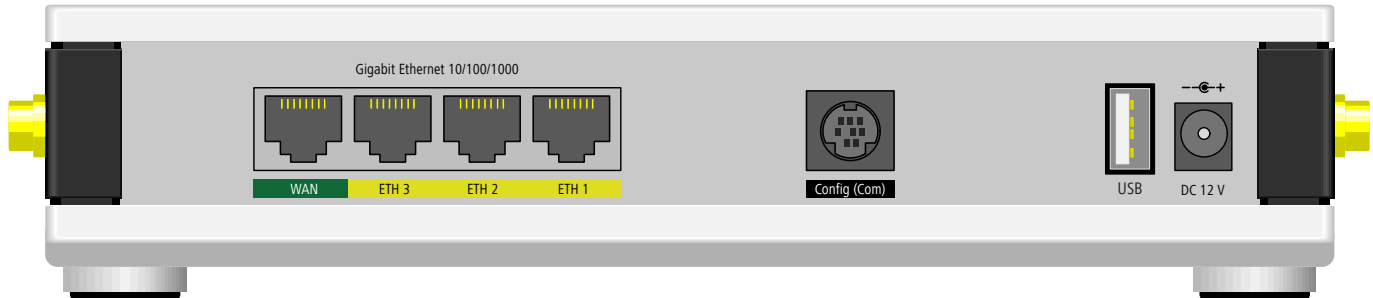 Gigabit Ethernet 10/100/1000
WAN ETH 3 ETH 2 ETH 1
Config (Com)
USB
DC 12 V